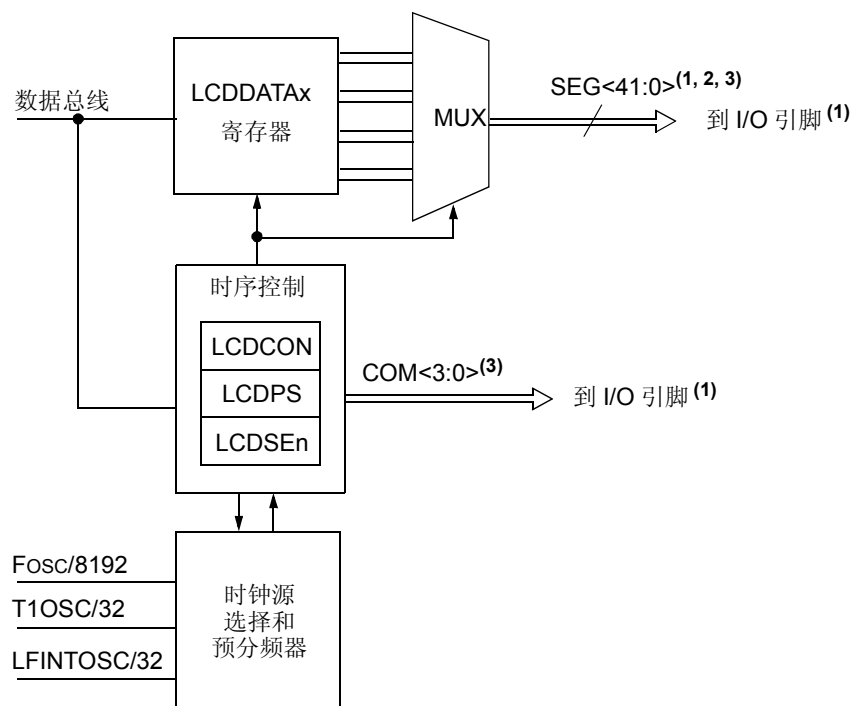 数据总线
LCDDATAx
寄存器
MUX
SEG<41:0>(1, 2, 3)
到 I/O 引脚 (1)
时序控制
LCDCON
LCDPS
LCDSEn
COM<3:0>(3)
到 I/O 引脚 (1)
FOSC/8192
T1OSC/32
LFINTOSC/32
时钟源
选择和
预分频器